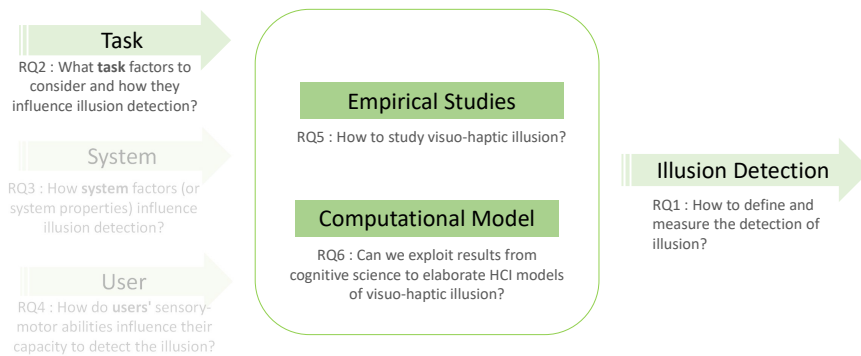 Task
RQ2 : What task factors to
consider and how they
influence illusion detection?
System
RQ3 : How system factors (or
system properties) influence
illusion detection?
User
RQ4 : How do users' sensory-
motor abilities influence their
capacity to detect the illusion?
Empirical Studies
RQ5 : How to study visuo-haptic illusion?
Computational Model
RQ6 : Can we exploit results from
cognitive science to elaborate HCI models
of visuo-haptic illusion?
Illusion Detection
RQ1 : How to define and
measure the detection of
illusion?